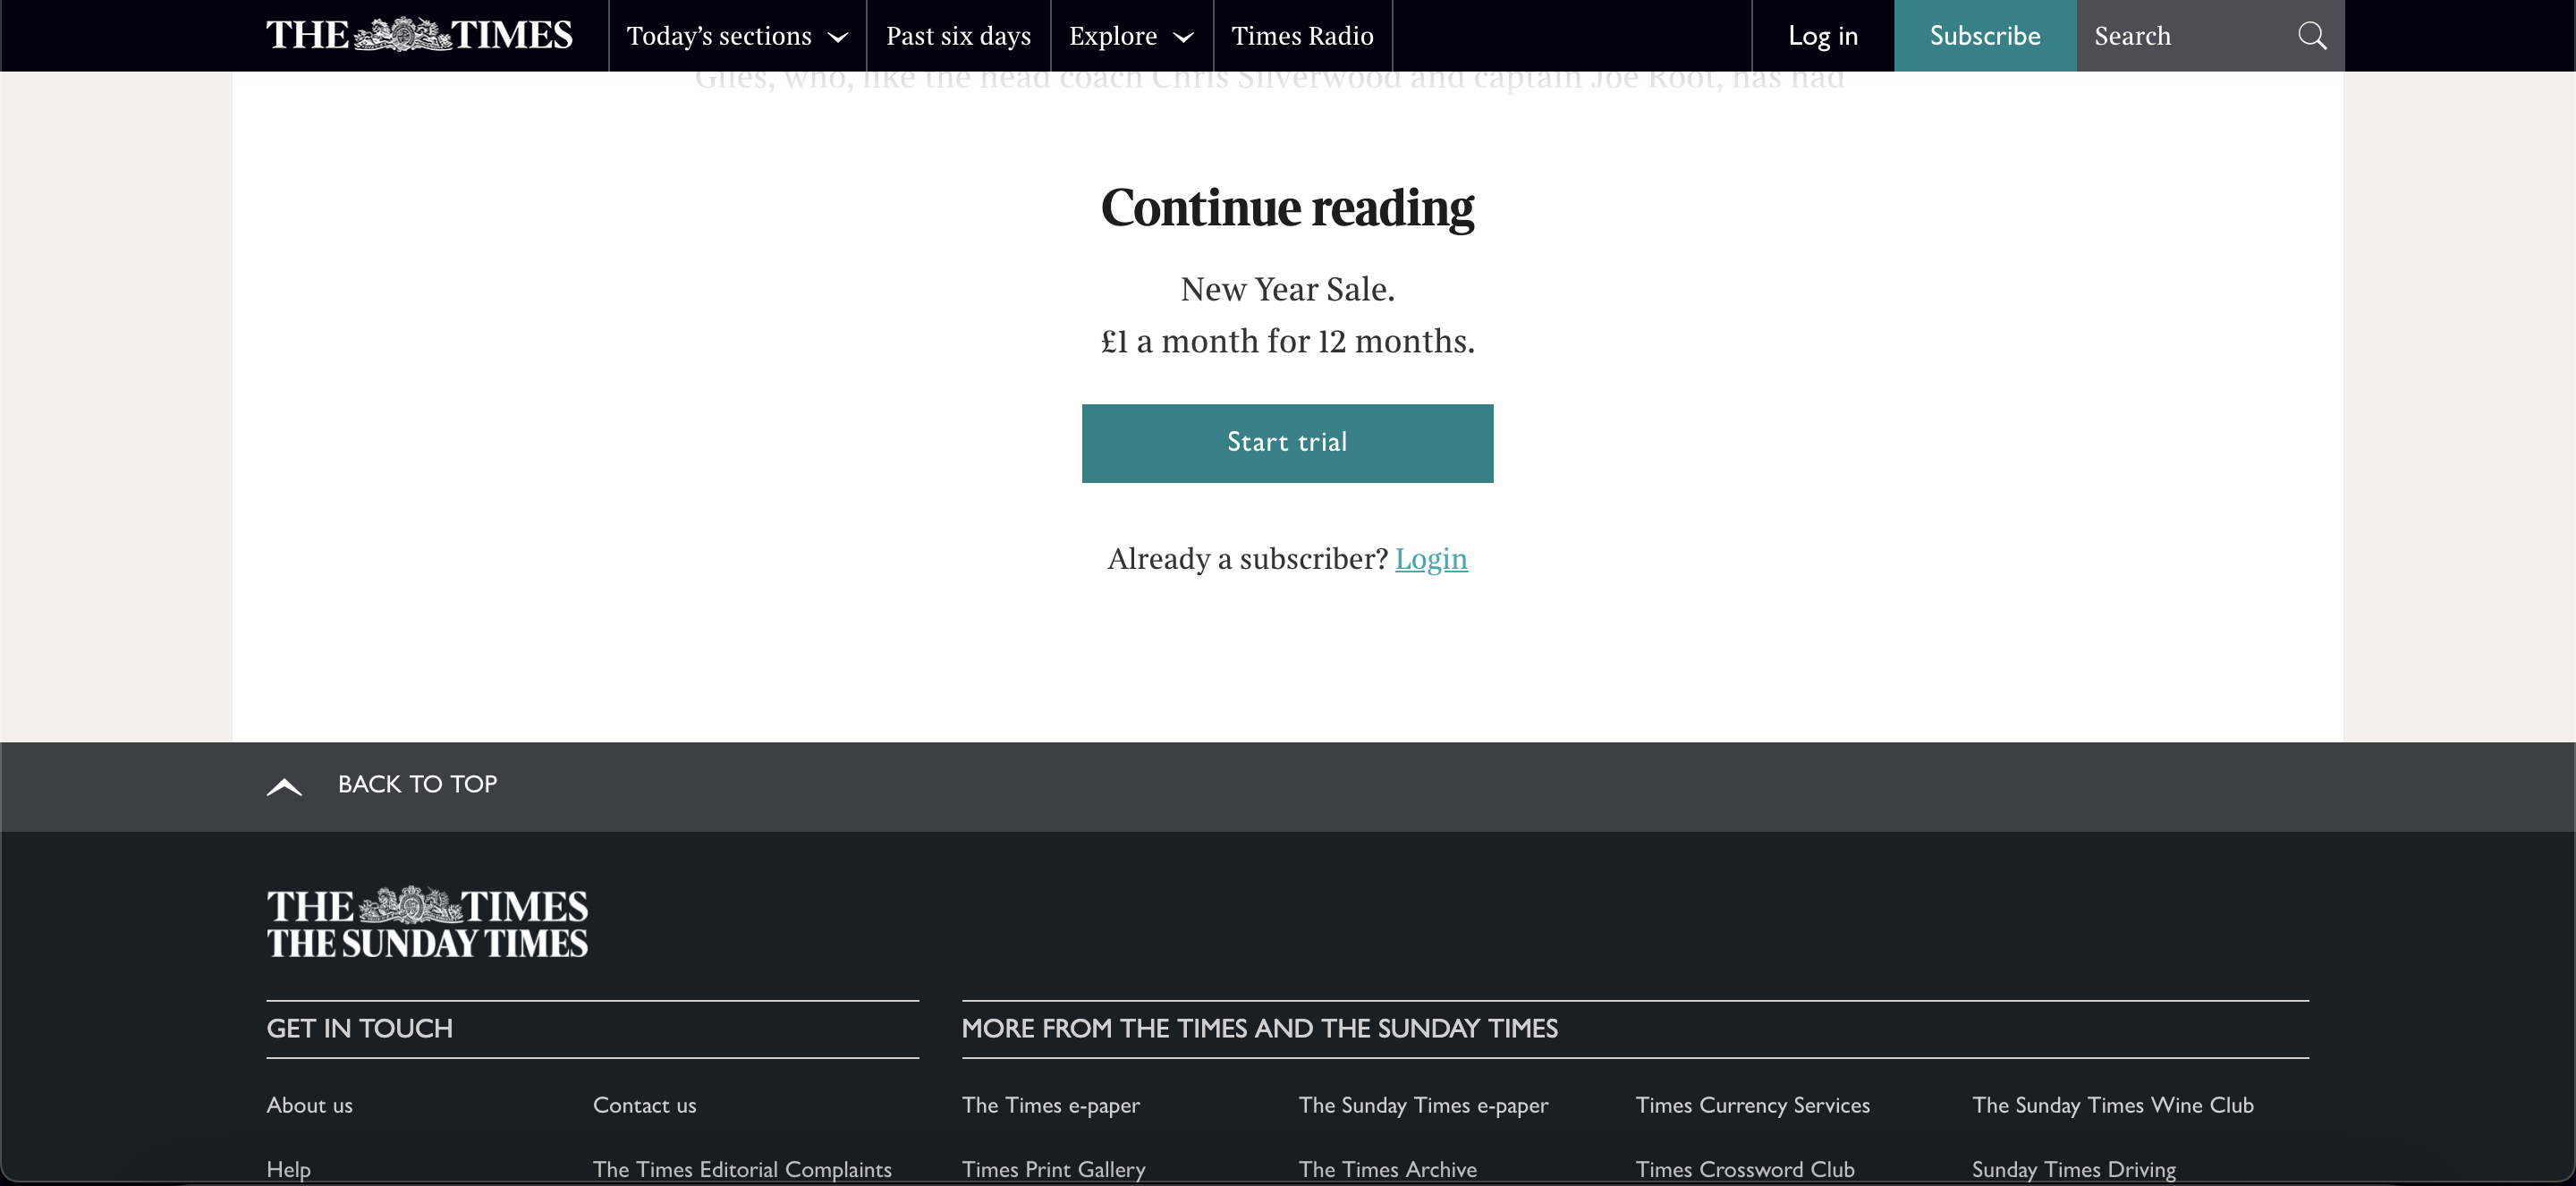 THE TIMES
Today's sections
Past six days
Explore
Times Radio
Log in
Subscribe
Search
Giles, who, like the head coach Chris Silverwood and captain Joe Root, has had
Continue reading
New Year Sale.
£1 a month for 12 months.
Start trial
Already a subscriber? Login
BACK TO TOP
THE TIMES
THE SUNDAY TIMES
GET IN TOUCH
MORE FROM THE TIMES AND THE SUNDAY TIMES
About us
Contact us
The Times e-paper
The Sunday Times e-paper
Times Currency Services
The Sunday Times Wine Club
Help
The Times Editorial Complaints
Times Print Gallery
The Times Archive
Times Crossword Club
Sunday Times Driving